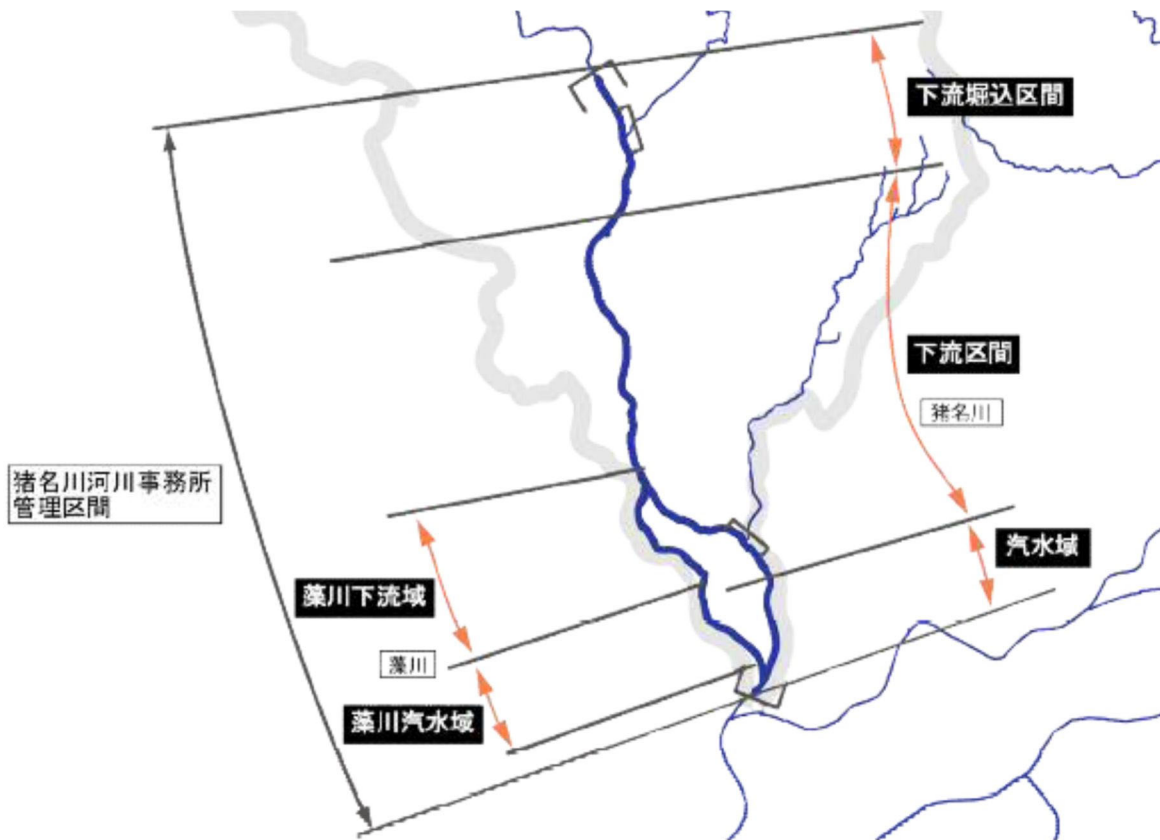 下流堀込区間
下流区間
猪名川
猪名川河川事務所
管理区間
汽水域
藻川下流域
藻川
藻川汽水域